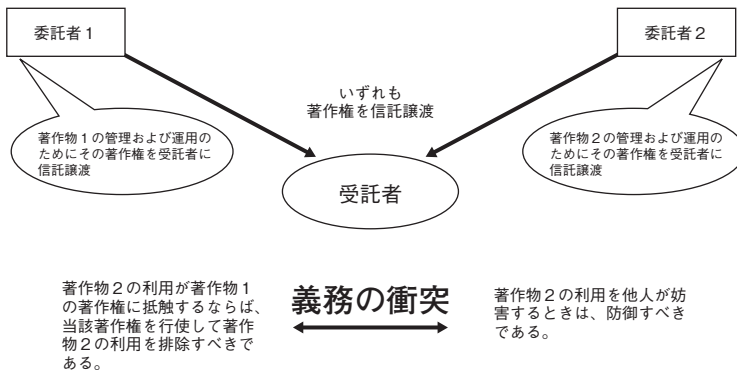 委託者1
委託者2
いずれも
著作権を信託譲渡
著作物1の管理および運用の
ためにその著作権を受託者に
信託譲渡
著作物2の管理および運用の
ためにその著作権を受託者に
信託譲渡
受託者
著作物2の利用が著作物1
の著作権に抵触するならば、
当該著作権を行使して著作
物2の利用を排除すべきで
ある。
義務の衝突
著作物2の利用を他人が妨
害するときは、防御すべき
である。